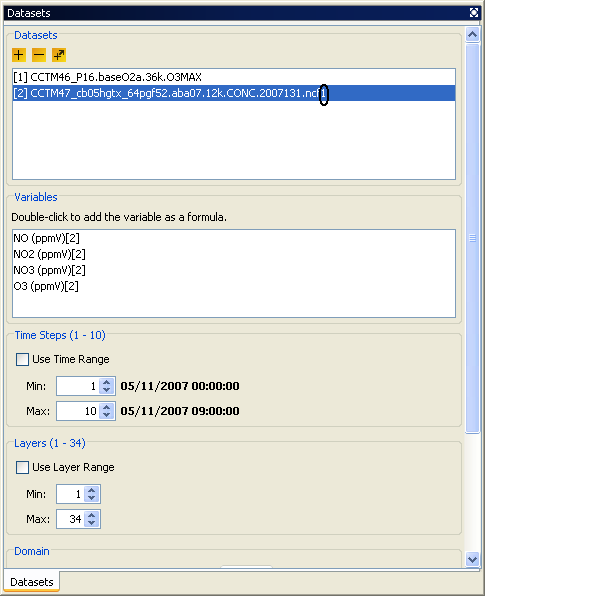 Datasets
Datasets
[1] CCTM46_P16.baseO2a.36k.O3MAX
[2] CCTM47_cb05hgtx_64pgf52.aba07.12k.CONC.2007131.ncf1
Variables
Double-click to add the variable as a formula.
NO (ppmV)[2]
NO2 (ppmV)[2]
NO3 (ppmV)[2]
O3 (ppmV)[2]
Time Steps (1 - 10)
Use Time Range
Min: 1 05/11/2007 00:00:00
Max: 10 05/11/2007 09:00:00
Layers (1 - 34)
Use Layer Range
Min: 1
Max: 34
Domain
Datasets